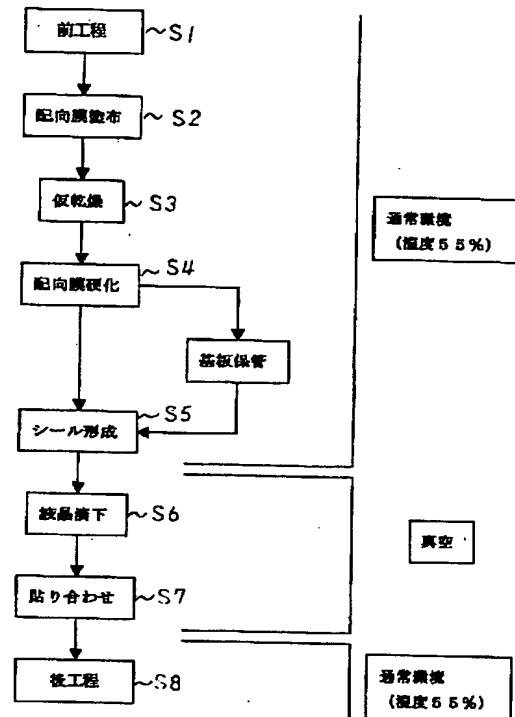 前工程
S1
配向膜塗布
S2
仮乾燥
S3
通常環境
(湿度55%)
配向膜硬化
S4
基板保管
シール形成
S5
液晶滴下
S6
真空
貼り合わせ
S7
後工程
S8
通常環境
(湿度55%)